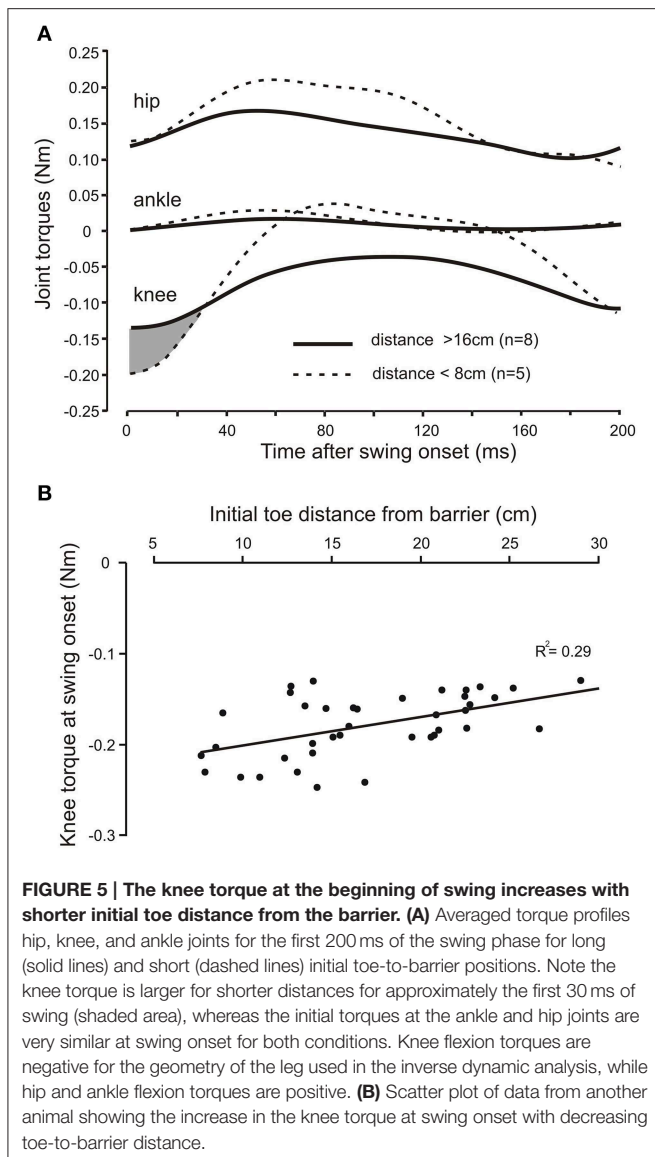 A
0.25
0.20
0.15
0.10
0.05
0
-0.05
-0.10
-0.15
-0.20
-0.25
Joint torques (Nm)
hip
ankle
knee
distance >16cm (n=8)
distance < 8cm (n=5)
0 40 80 120 160 200
Time after swing onset (ms)
B
Initial toe distance from barrier (cm)
5 10 15 20 25 30
0
-0.1
-0.2
-0.3
Knee torque at swing onset (Nm)
R²= 0.29
FIGURE 5 | The knee torque at the beginning of swing increases with
shorter initial toe distance from the barrier. (A) Averaged torque profiles
hip, knee, and ankle joints for the first 200 ms of the swing phase for long
(solid lines) and short (dashed lines) initial toe-to-barrier positions. Note the
knee torque is larger for shorter distances for approximately the first 30 ms of
swing (shaded area), whereas the initial torques at the ankle and hip joints are
very similar at swing onset for both conditions. Knee flexion torques are
negative for the geometry of the leg used in the inverse dynamic analysis, while
hip and ankle flexion torques are positive. (B) Scatter plot of data from another
animal showing the increase in the knee torque at swing onset with decreasing
toe-to-barrier distance.